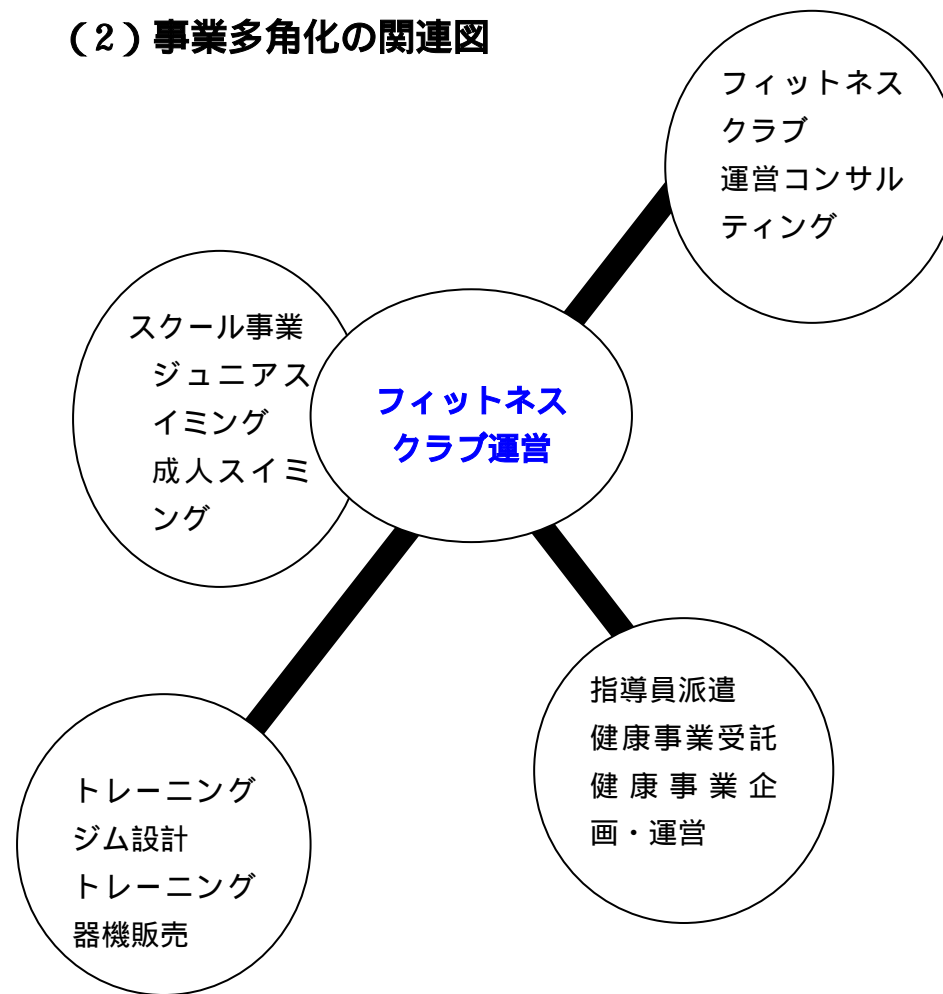 （2）事業多角化の関連図
フィットネス
クラブ
運営コンサル
ティング
スクール事業
ジュニアス
イミング
成人スイミ
ング
フィットネス
クラブ運営
指導員派遣
健康事業受託
健康事業企
画・運営
トレーニング
ジム設計
トレーニング
器機販売